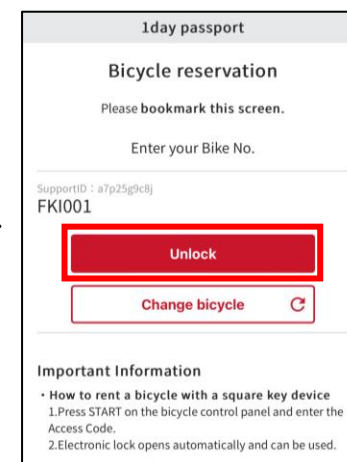 1day passport
Bicycle reservation
Please bookmark this screen.
Enter your Bike No.
SupportID：a7p25g9c8j
FKI001
Unlock
Change bicycle
Important Information
・How to rent a bicycle with a square key device
1.Press START on the bicycle control panel and enter the
Access Code.
2.Electronic lock opens automatically and can be used.